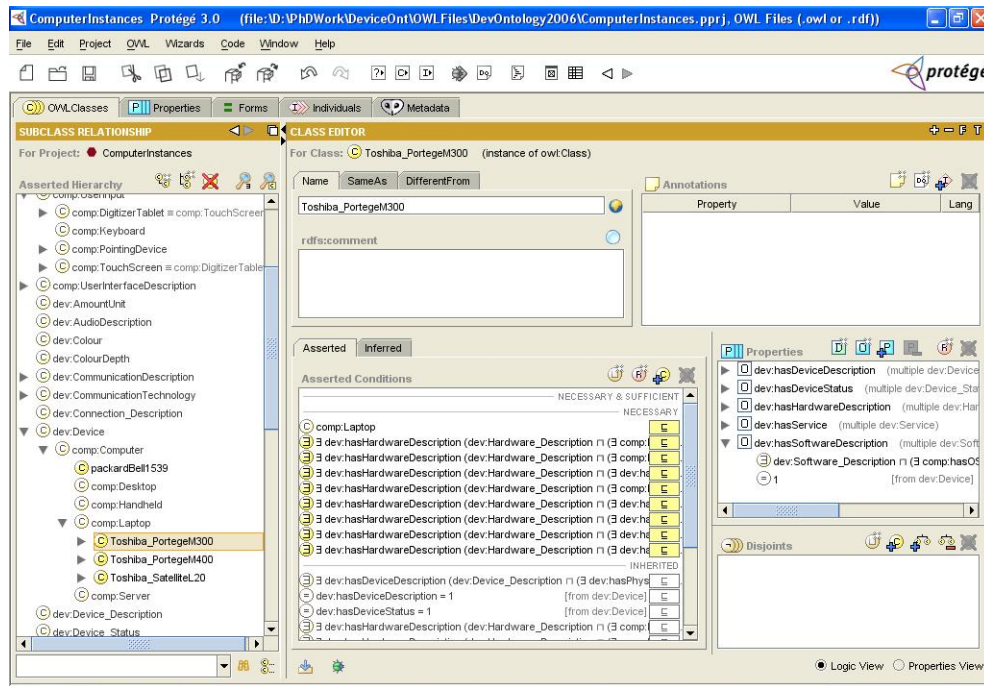 ComputerInstances Protégé 3.0 (file:\D:\PhDWork\DeviceOnt\OWLFiles\DevOntology2006\ComputerInstances.pprj, OWL Files (.owl or .rdf))
File Edit Project OWL Wizards Code Window Help
protégé
OWLClasses Properties Forms Individuals Metadata
SUBCLASS RELATIONSHIP
For Project: ComputerInstances
Asserted Hierarchy
comp:UserInput
comp:DigitizerTablet ≡ comp:TouchScreen
comp:Keyboard
comp:PointingDevice
comp:TouchScreen ≡ comp:DigitizerTable
comp:UserInterfaceDescription
dev:AmountUnit
dev:AudioDescription
dev:Colour
dev:ColourDepth
dev:CommunicationDescription
dev:CommunicationTechnology
dev:Connection_Description
dev:Device
comp:Computer
packardBell1539
comp:Desktop
comp:Handheld
comp:Laptop
Toshiba_PortegeM300
Toshiba_PortegeM400
Toshiba_SatelliteL20
comp:Server
dev:Device_Description
dev:Device_Status
CLASS EDITOR
F T
For Class: Toshiba_PortegeM300 (instance of owl:Class)
Name SameAs DifferentFrom
Toshiba_PortegeM300
rdfs:comment
Annotations
Property Value Lang
Asserted Inferred
Asserted Conditions
NECESSARY & SUFFICIENT
NECESSARY
comp:Laptop
∃ dev:hasHardwareDescription (dev:Hardware_Description ⊓ (∃ comp:
∃ dev:hasHardwareDescription (dev:Hardware_Description ⊓ (∃ comp:
∃ dev:hasHardwareDescription (dev:Hardware_Description ⊓ (∃ dev:ha
∃ dev:hasHardwareDescription (dev:Hardware_Description ⊓ (∃ comp:
∃ dev:hasHardwareDescription (dev:Hardware_Description ⊓ (∃ dev:ha
∃ dev:hasHardwareDescription (dev:Hardware_Description ⊓ (∃ dev:ha
∃ dev:hasHardwareDescription (dev:Hardware_Description ⊓ (∃ comp:
∃ dev:hasHardwareDescription (dev:Hardware_Description ⊓ (∃ dev:ha
INHERITED
∃ dev:hasDeviceDescription (dev:Device_Description ⊓ (∃ dev:hasPhys
dev:hasDeviceDescription = 1 [from dev:Device]
dev:hasDeviceStatus = 1 [from dev:Device]
∃ dev:hasHardwareDescription (dev:Hardware_Description ⊓ (∃ comp:
Properties
dev:hasDeviceDescription (multiple dev:Device
dev:hasDeviceStatus (multiple dev:Device_Sta
dev:hasHardwareDescription (multiple dev:Har
dev:hasService (multiple dev:Service)
dev:hasSoftwareDescription (multiple dev:Soft
dev:Software_Description ⊓ (∃ comp:hasOS
1 [from dev:Device]
Disjoints
Logic View Properties View